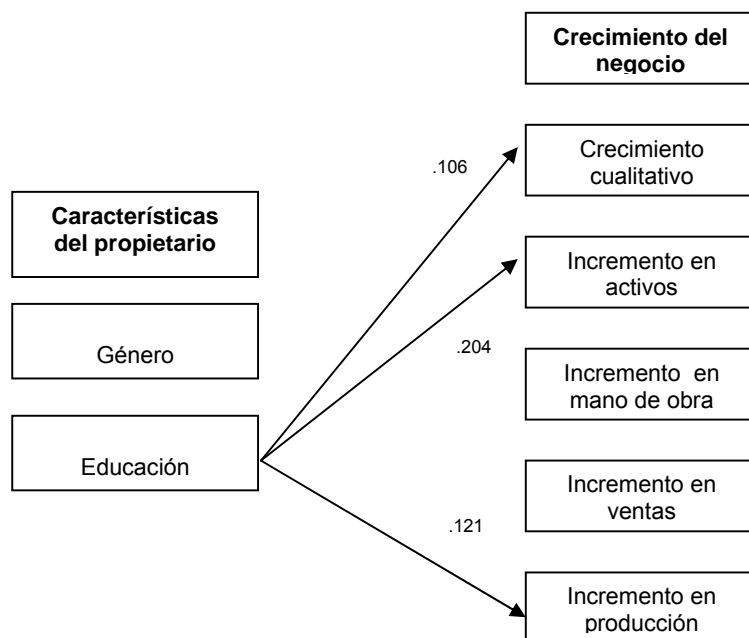 Crecimiento del
negocio
.106
Crecimiento
cualitativo
Características
del propietario
Incremento en
activos
Género
.204
Incremento en
mano de obra
Educación
Incremento en
ventas
.121
Incremento en
producción